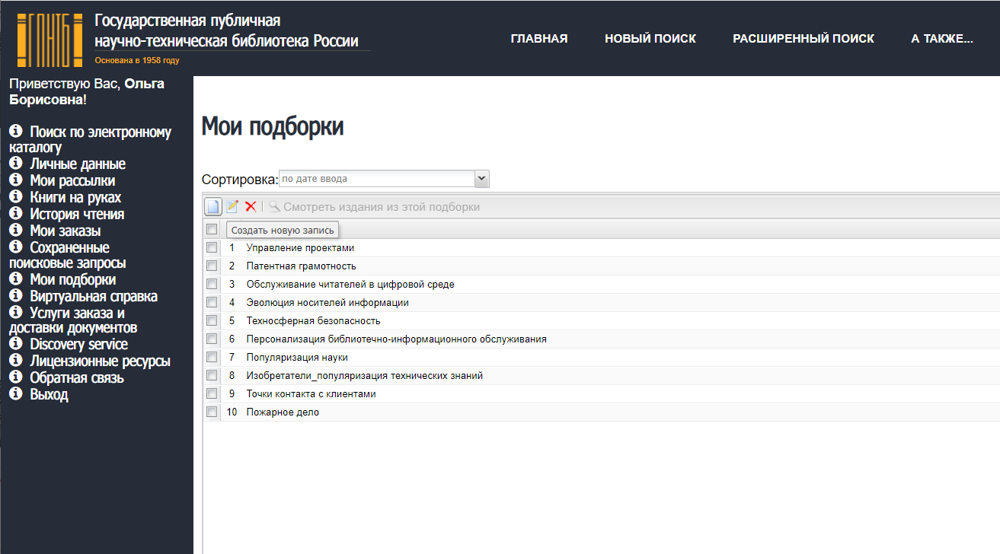 ГПНТБ
Государственная публичная
научно-техническая библиотека России
Основана в 1958 году
ГЛАВНАЯ
НОВЫЙ ПОИСК
РАСШИРЕННЫЙ ПОИСК
А ТАКЖЕ...
Приветствую Вас, Ольга
Борисовна!
Поиск по электронному
каталогу
Личные данные
Мои рассылки
Книги на руках
История чтения
Мои заказы
Сохраненные
поисковые запросы
Мои подборки
Виртуальная справка
Услуги заказа и
доставки документов
Discovery service
Лицензионные ресурсы
Обратная связь
Выход
Мои подборки
Сортировка: по дате ввода
Смотреть издания из этой подборки
Создать новую запись
1 Управление проектами
2 Патентная грамотность
3 Обслуживание читателей в цифровой среде
4 Эволюция носителей информации
5 Техносферная безопасность
6 Персонализация библиотечно-информационного обслуживания
7 Популяризация науки
8 Изобретатели_популяризация технических знаний
9 Точки контакта с клиентами
10 Пожарное дело